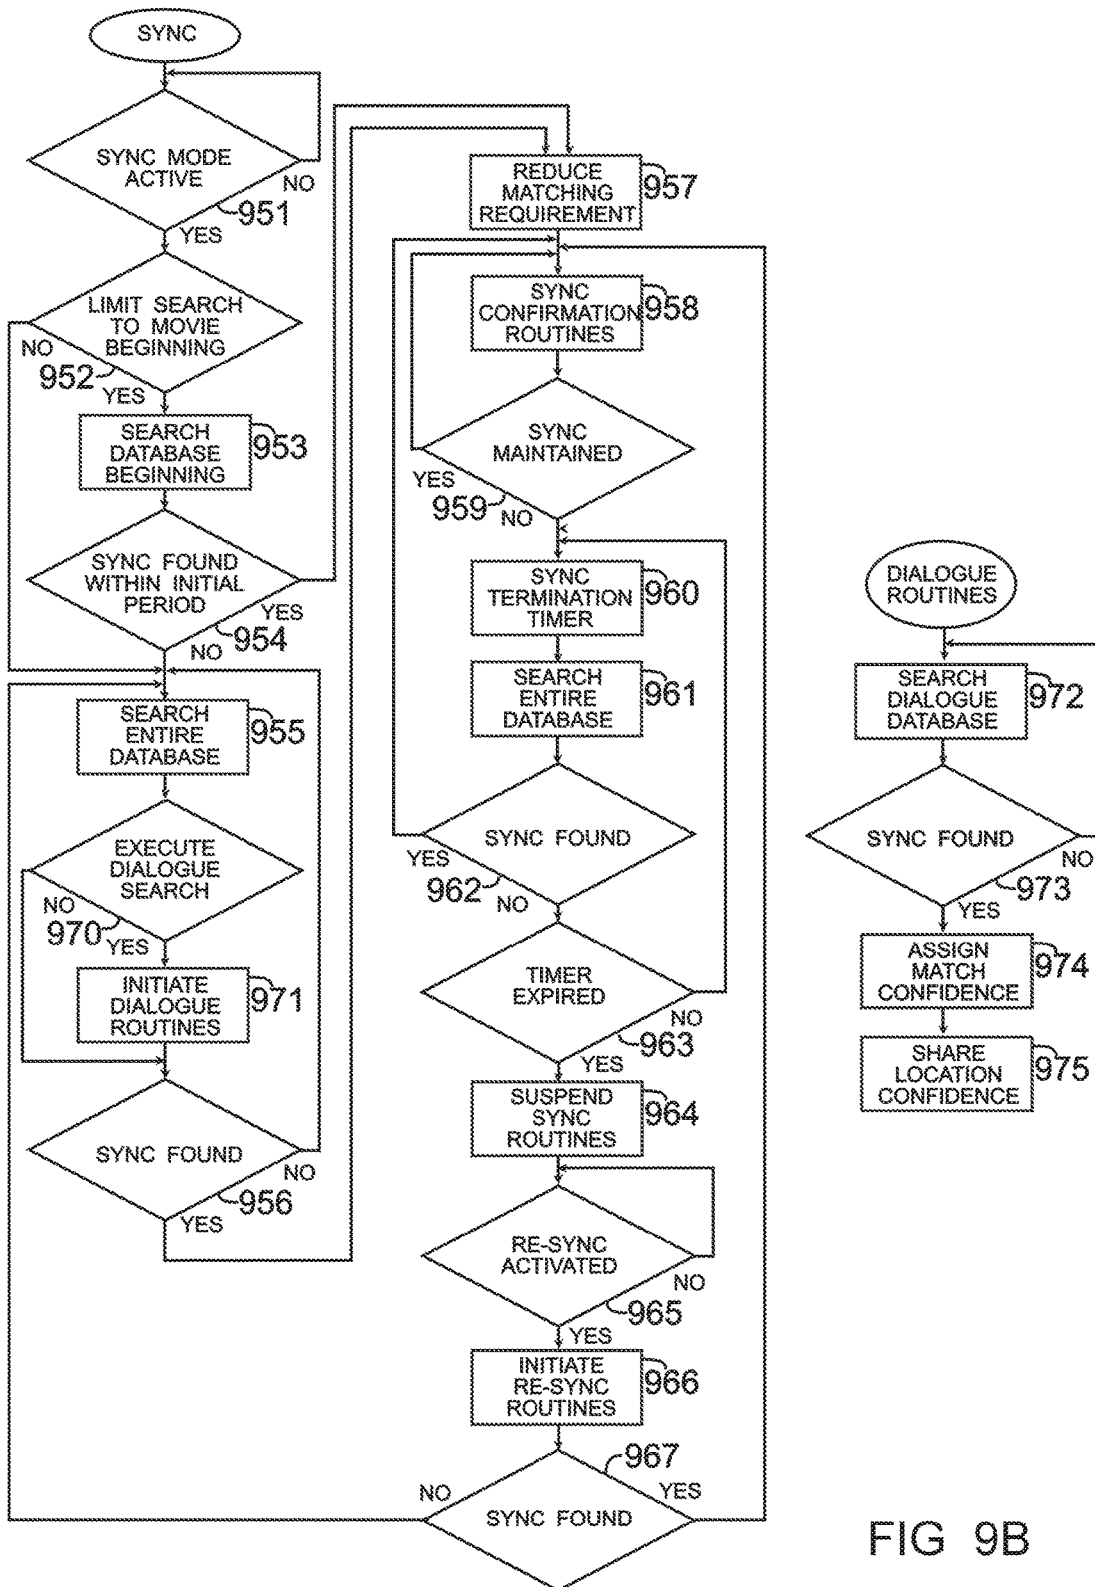 SYNC
SYNC MODE
ACTIVE
NO
951
YES
LIMIT SEARCH
TO MOVIE
BEGINNING
NO
952
YES
SEARCH
DATABASE
BEGINNING
953
SYNC FOUND
WITHIN INITIAL
PERIOD
YES
954
NO
SEARCH
ENTIRE
DATABASE
955
EXECUTE
DIALOGUE
SEARCH
NO
970
YES
INITIATE
DIALOGUE
ROUTINES
971
SYNC FOUND
NO
956
YES
REDUCE
MATCHING
REQUIREMENT
957
SYNC
CONFIRMATION
ROUTINES
958
SYNC
MAINTAINED
YES
959
NO
SYNC
TERMINATION
TIMER
960
SEARCH
ENTIRE
DATABASE
961
SYNC FOUND
YES
962
NO
TIMER
EXPIRED
NO
963
YES
SUSPEND
SYNC
ROUTINES
964
RE-SYNC
ACTIVATED
NO
965
YES
INITIATE
RE-SYNC
ROUTINES
966
967
NO
YES
SYNC FOUND
DIALOGUE
ROUTINES
SEARCH
DIALOGUE
DATABASE
972
SYNC FOUND
NO
973
YES
ASSIGN
MATCH
CONFIDENCE
974
SHARE
LOCATION
CONFIDENCE
975
FIG 9B